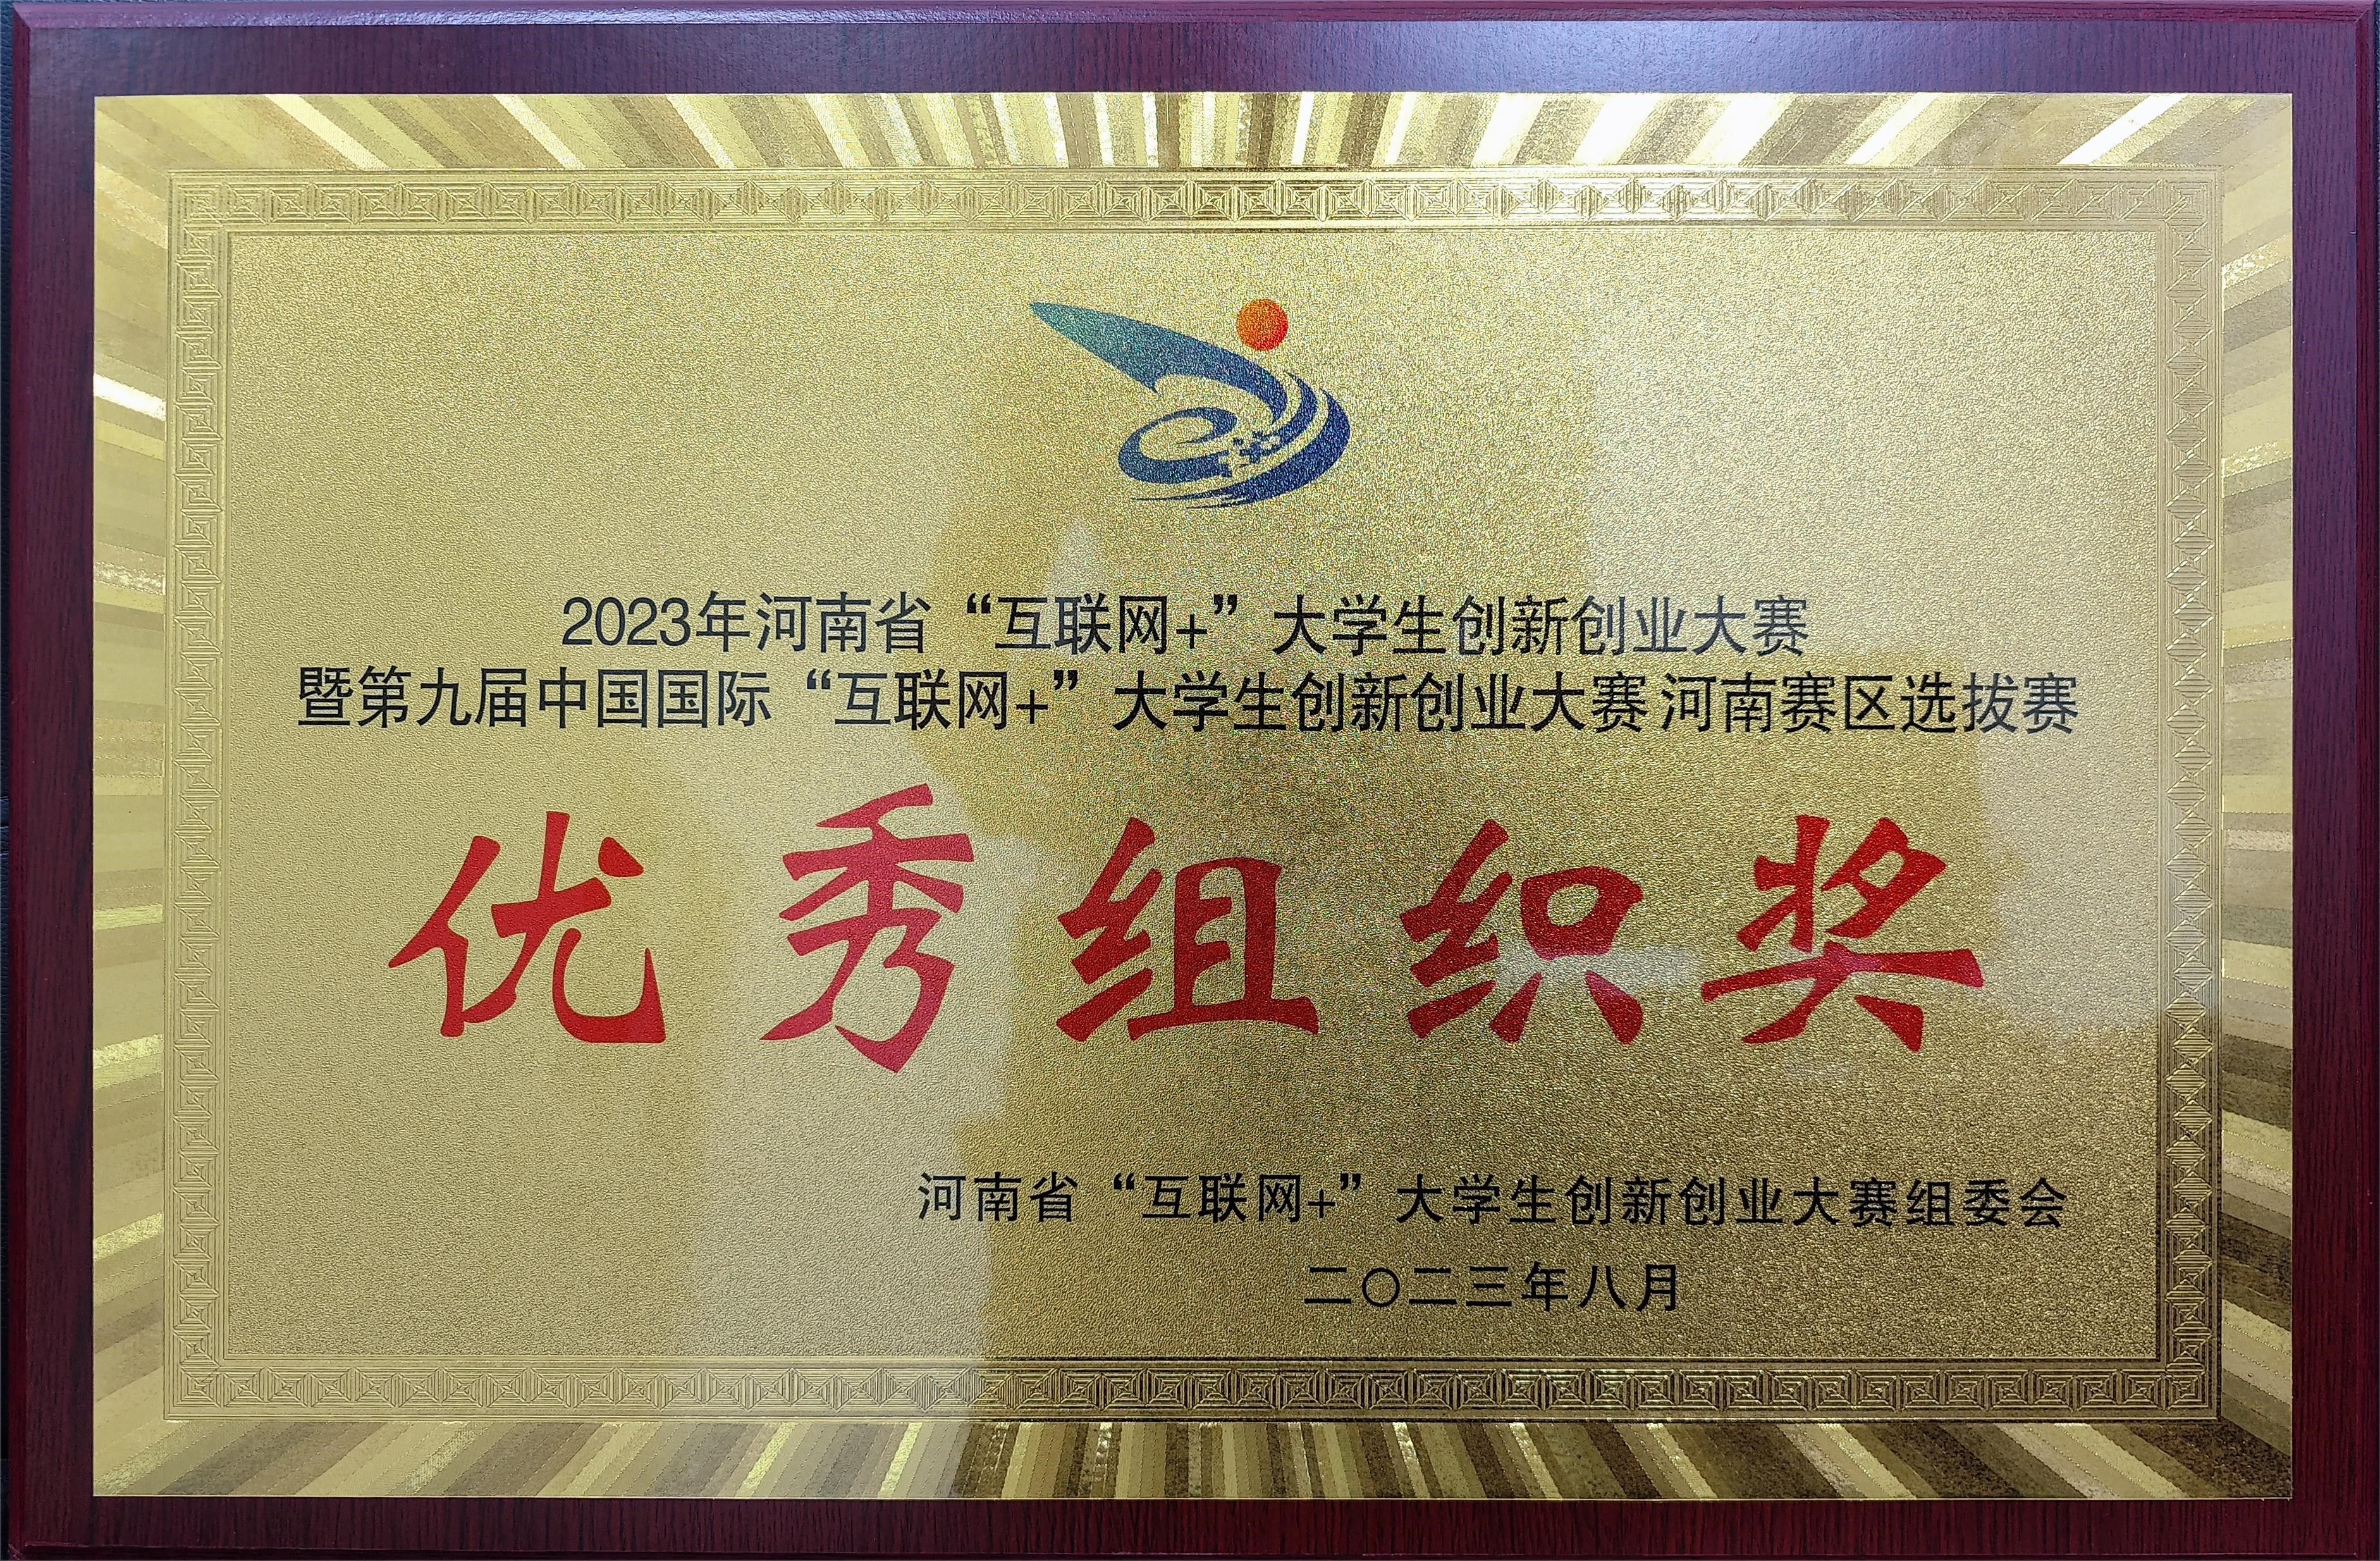 2023年河南省“互联网+”大学生创新创业大赛
暨第九届中国国际“互联网+”大学生创新创业大赛 河南赛区选拔赛
优秀组织奖
河南省“互联网+”大学生创新创业大赛组委会
二〇二三年八月